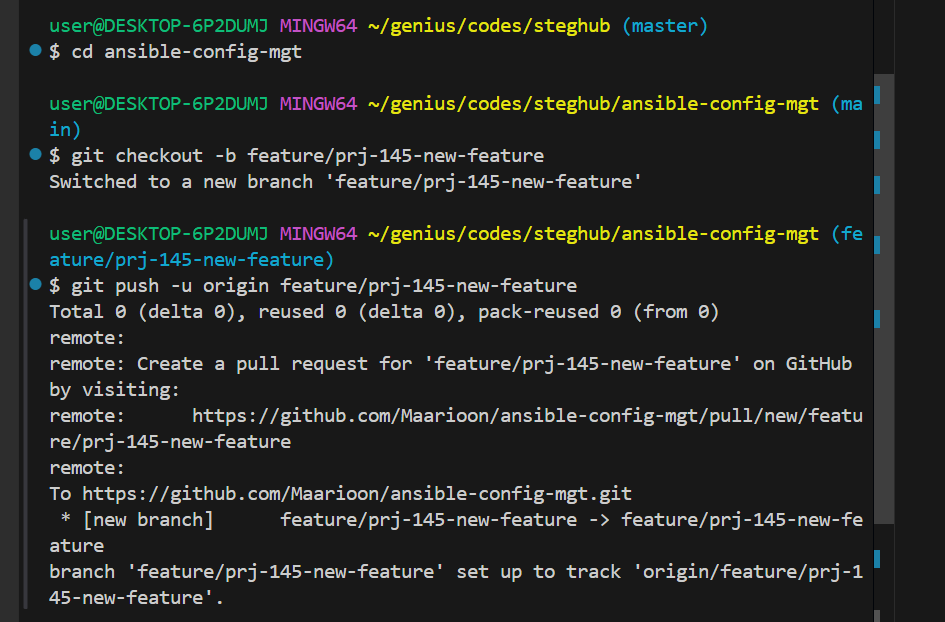 user@DESKTOP-6P2DUMJ MINGW64 ~/genius/codes/steghub (master)
$ cd ansible-config-mgt
user@DESKTOP-6P2DUMJ MINGW64 ~/genius/codes/steghub/ansible-config-mgt (ma
in)
$ git checkout -b feature/prj-145-new-feature
Switched to a new branch 'feature/prj-145-new-feature'
user@DESKTOP-6P2DUMJ MINGW64 ~/genius/codes/steghub/ansible-config-mgt (fe
ature/prj-145-new-feature)
$ git push -u origin feature/prj-145-new-feature
Total 0 (delta 0), reused 0 (delta 0), pack-reused 0 (from 0)
remote:
remote: Create a pull request for 'feature/prj-145-new-feature' on GitHub
by visiting:
remote:      https://github.com/Maarioon/ansible-config-mgt/pull/new/featu
re/prj-145-new-feature
remote:
To https://github.com/Maarioon/ansible-config-mgt.git
 * [new branch]      feature/prj-145-new-feature -> feature/prj-145-new-fe
ature
branch 'feature/prj-145-new-feature' set up to track 'origin/feature/prj-1
45-new-feature'.